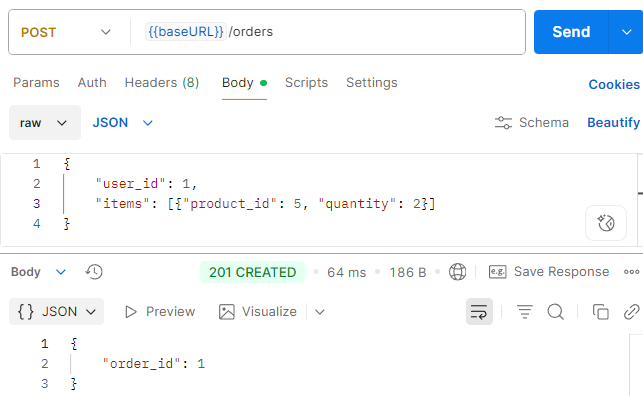 POST {{baseURL}}/orders Send
Params Auth Headers (8) Body Scripts Settings Cookies
raw JSON Schema Beautify
1 {
2 "user_id": 1,
3 "items": [{"product_id": 5, "quantity": 2}]
4 }
Body 201 CREATED 64 ms 186 B e.g. Save Response
{} JSON Preview Visualize
1 {
2 "order_id": 1
3 }